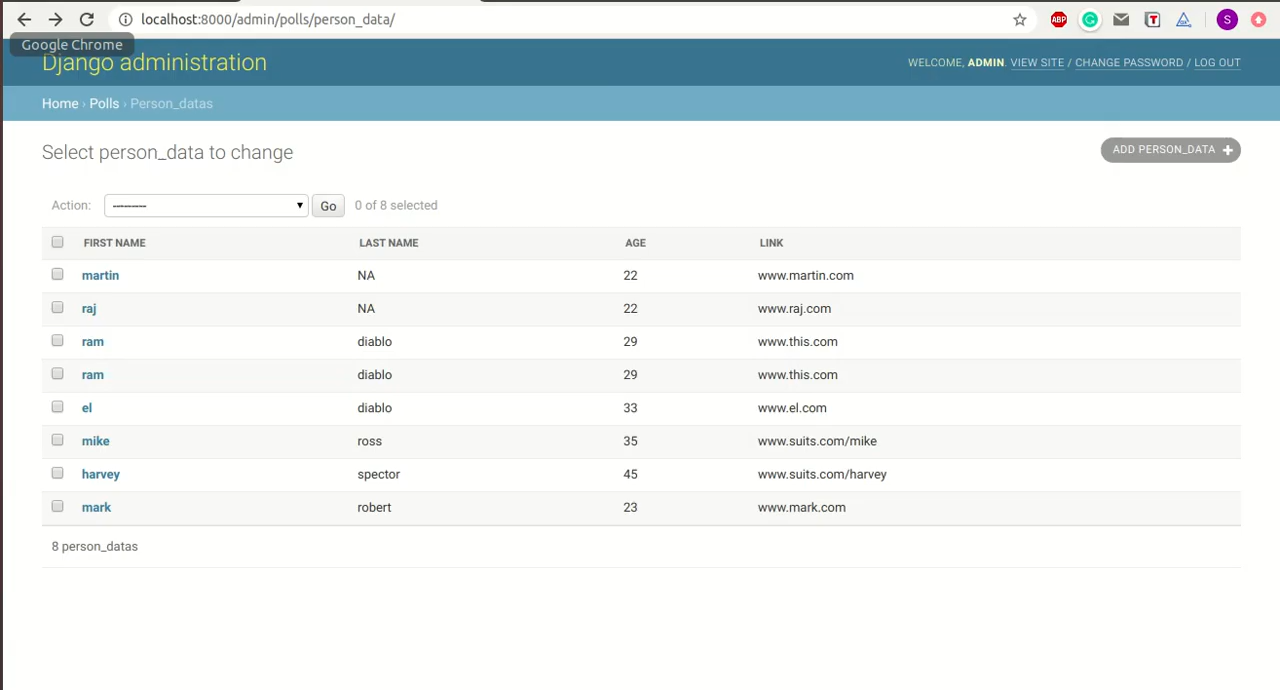 localhost:8000/admin/polls/person_data/
ABP
T
S
Google Chrome
Django administration
WELCOME, ADMIN. VIEW SITE / CHANGE PASSWORD / LOG OUT
Home › Polls › Person_datas
Select person_data to change
ADD PERSON_DATA +
Action: --------- Go 0 of 8 selected
FIRST NAME LAST NAME AGE LINK
martin NA 22 www.martin.com
raj NA 22 www.raj.com
ram diablo 29 www.this.com
ram diablo 29 www.this.com
el diablo 33 www.el.com
mike ross 35 www.suits.com/mike
harvey spector 45 www.suits.com/harvey
mark robert 23 www.mark.com
8 person_datas